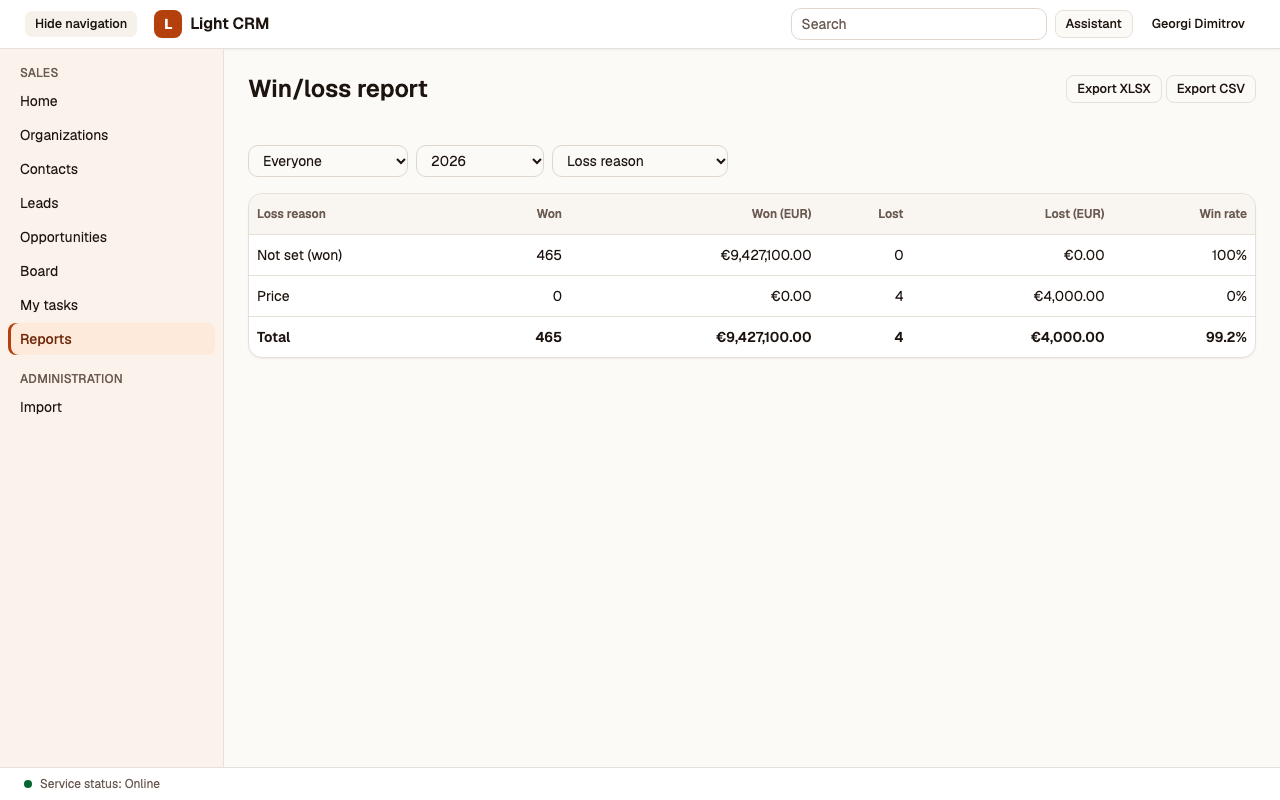 Hide navigation
L
Light CRM
Search
Assistant
Georgi Dimitrov
SALES
Home
Organizations
Contacts
Leads
Opportunities
Board
My tasks
Reports
ADMINISTRATION
Import
Win/loss report
Export XLSX
Export CSV
Everyone
2026
Loss reason
Loss reason Won Won (EUR) Lost Lost (EUR) Win rate
Not set (won) 465 €9,427,100.00 0 €0.00 100%
Price 0 €0.00 4 €4,000.00 0%
Total 465 €9,427,100.00 4 €4,000.00 99.2%
Service status: Online